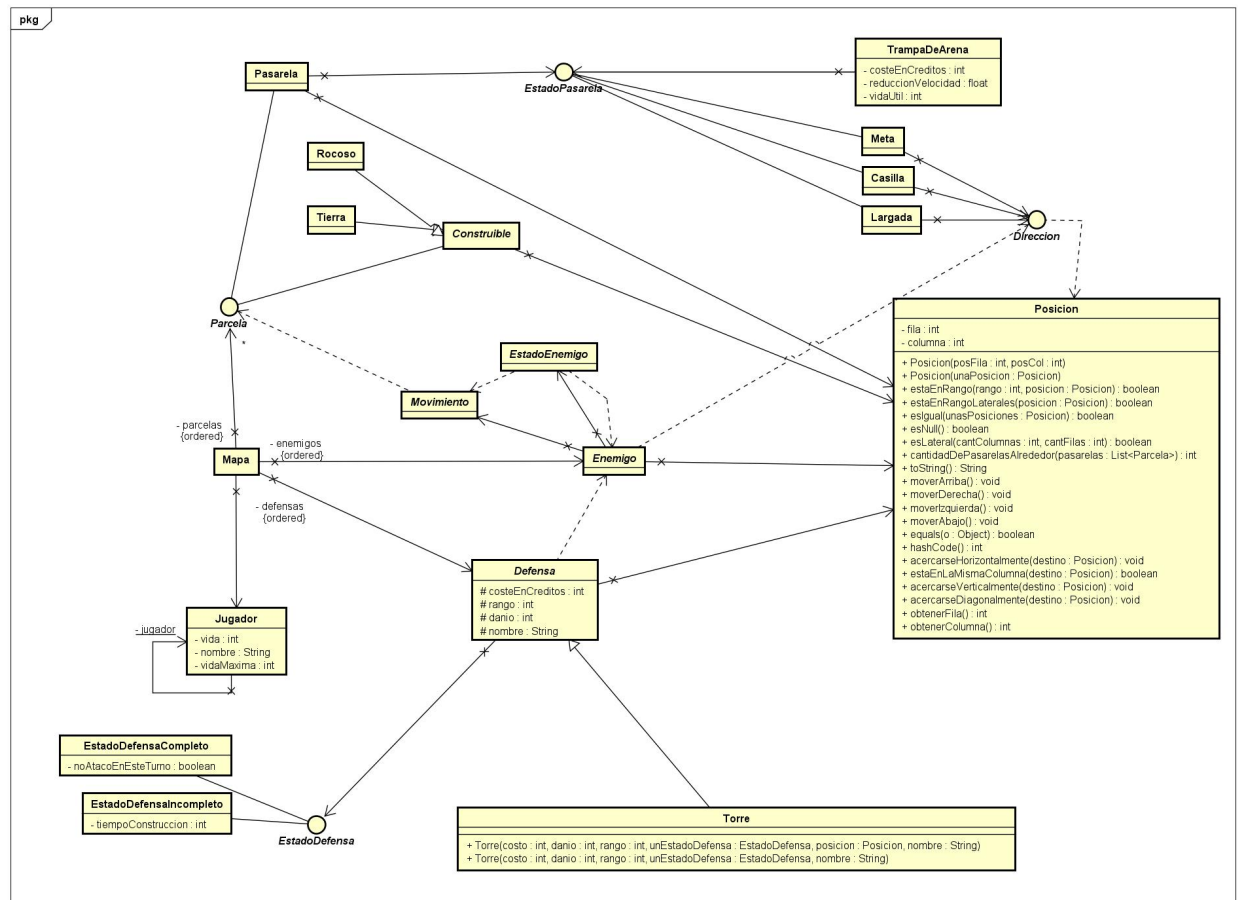 pkg
Pasarela
EstadoPasarela
TrampaDeArena
- costeEnCreditos : int
- reduccionVelocidad : float
- vidaUtil : int
Meta
Casilla
Largada
Direccion
Rocoso
Tierra
Construible
Parcela
*
- parcelas
{ordered}
EstadoEnemigo
Movimiento
Enemigo
Mapa
- enemigos
{ordered}
- defensas
{ordered}
Posicion
- fila : int
- columna : int
+ Posicion(posFila : int, posCol : int)
+ Posicion(unaPosicion : Posicion)
+ estaEnRango(rango : int, posicion : Posicion) : boolean
+ estaEnRangoLaterales(posicion : Posicion) : boolean
+ esIgual(unasPosiciones : Posicion) : boolean
+ esNull() : boolean
+ esLateral(cantColumnas : int, cantFilas : int) : boolean
+ cantidadDePasarelasAlrededor(pasarelas : List<Parcela>) : int
+ toString() : String
+ moverArriba() : void
+ moverDerecha() : void
+ moverIzquierda() : void
+ moverAbajo() : void
+ equals(o : Object) : boolean
+ hashCode() : int
+ acercarseHorizontalmente(destino : Posicion) : void
+ estaEnLaMismaColumna(destino : Posicion) : boolean
+ acercarseVerticalmente(destino : Posicion) : void
+ acercarseDiagonalmente(destino : Posicion) : void
+ obtenerFila() : int
+ obtenerColumna() : int
Defensa
# costeEnCreditos : int
# rango : int
# danio : int
# nombre : String
- jugador
Jugador
- vida : int
- nombre : String
- vidaMaxima : int
EstadoDefensaCompleto
- noAtacoEnEsteTurno : boolean
EstadoDefensaIncompleto
- tiempoConstruccion : int
EstadoDefensa
Torre
+ Torre(costo : int, danio : int, rango : int, unEstadoDefensa : EstadoDefensa, posicion : Posicion, nombre : String)
+ Torre(costo : int, danio : int, rango : int, unEstadoDefensa : EstadoDefensa, nombre : String)